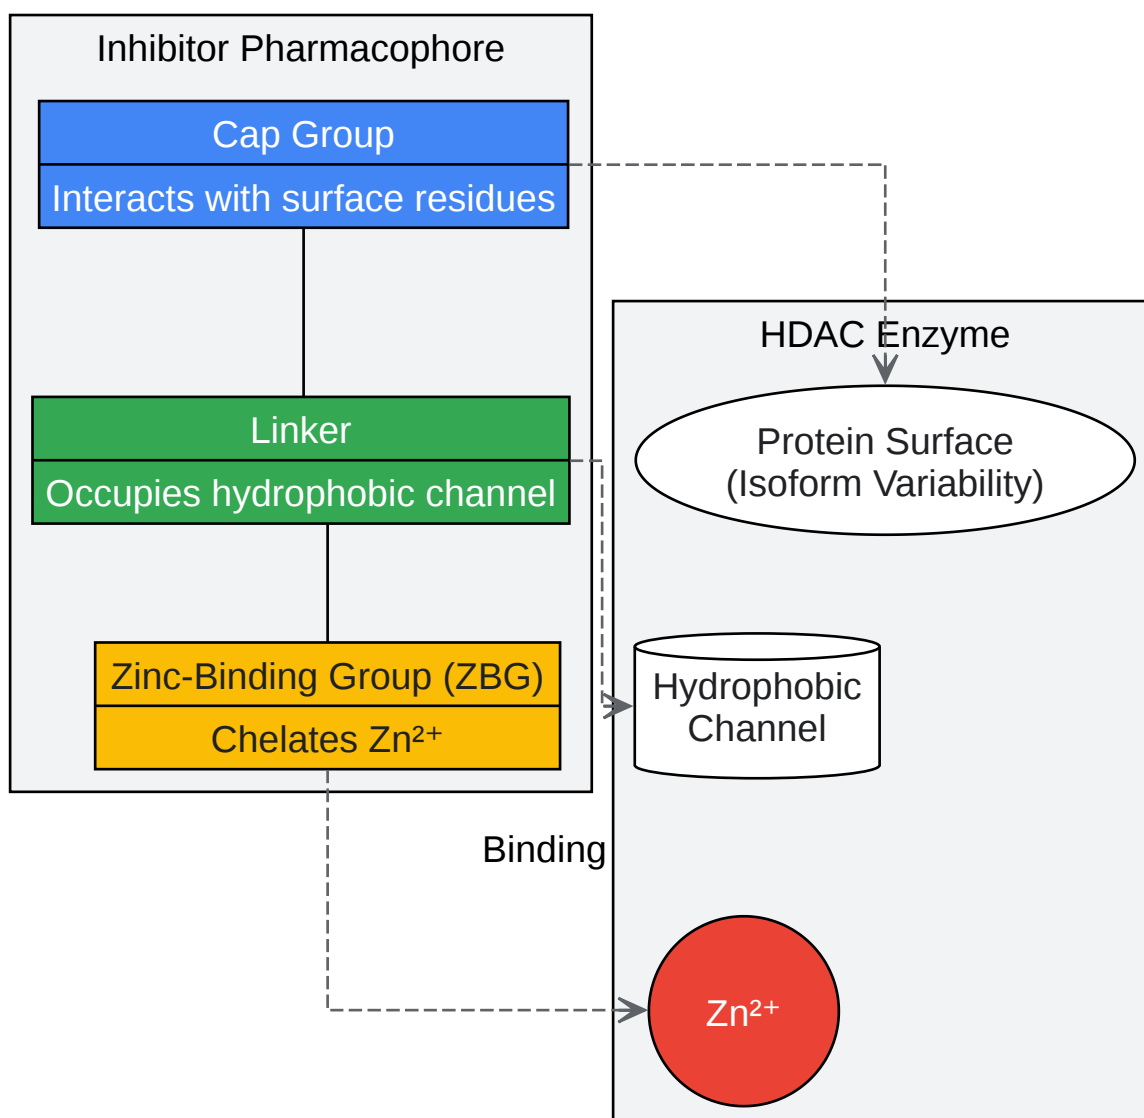 Inhibitor Pharmacophore
Cap Group
Interacts with surface residues
Linker
Occupies hydrophobic channel
Zinc-Binding Group (ZBG)
Chelates Zn²⁺
Binding
HDAC Enzyme
Protein Surface
(Isoform Variability)
Hydrophobic
Channel
Zn²⁺